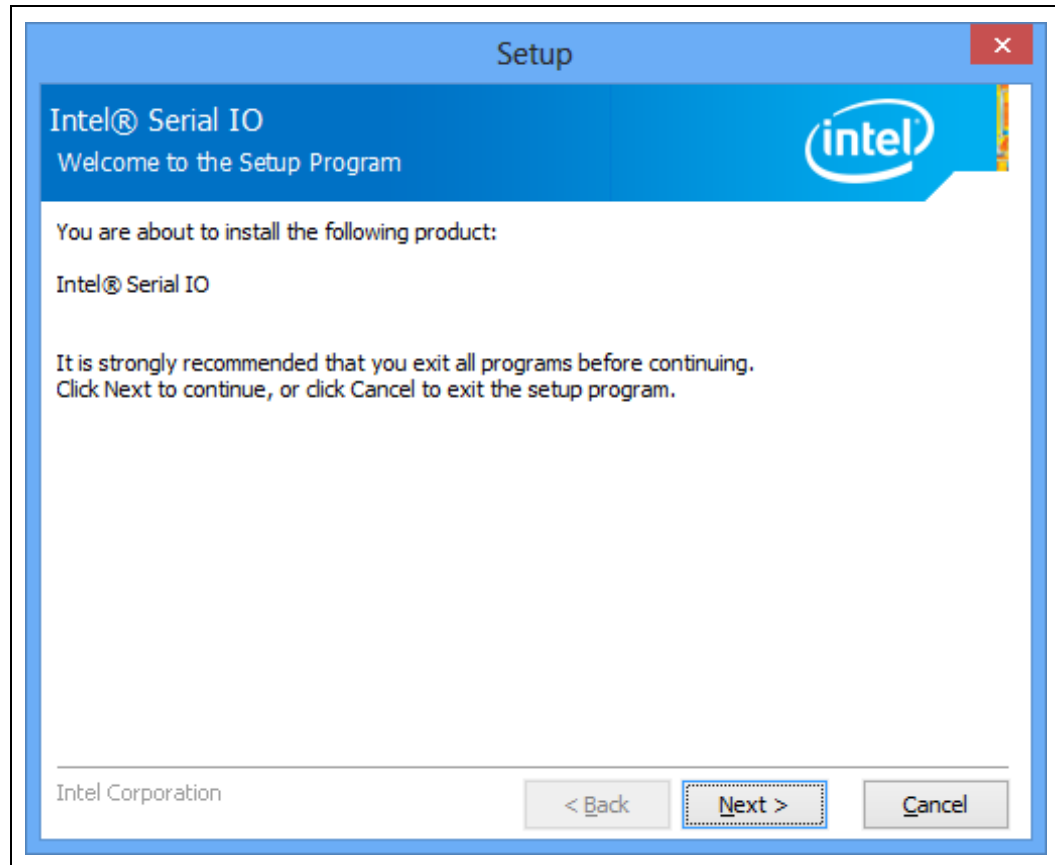 Setup
Intel® Serial IO
Welcome to the Setup Program
intel
You are about to install the following product:
Intel® Serial IO
It is strongly recommended that you exit all programs before continuing.
Click Next to continue, or click Cancel to exit the setup program.
Intel Corporation
< Back
Next >
Cancel